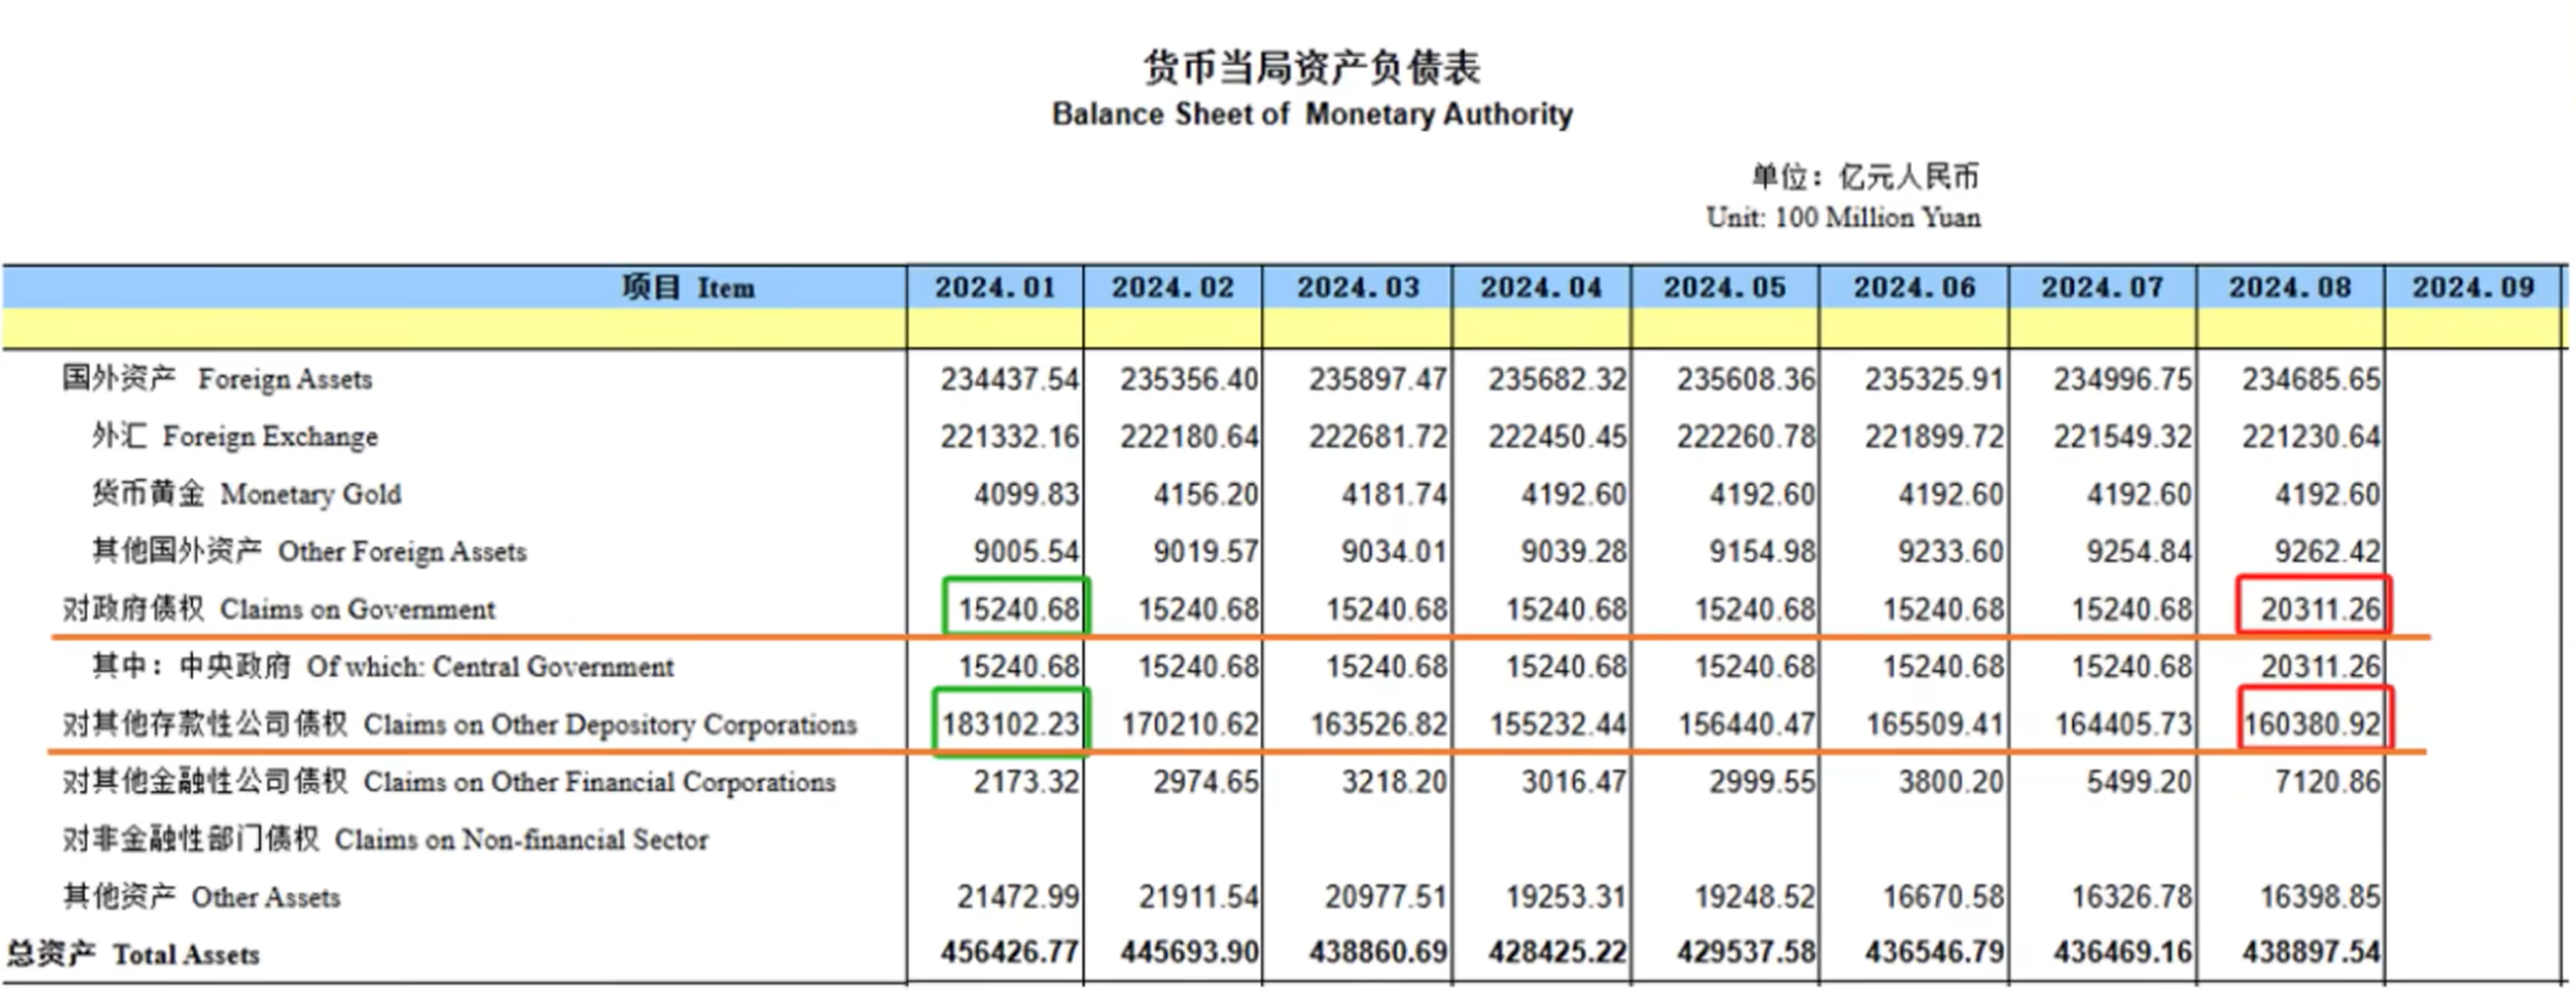 货币当局资产负债表
Balance Sheet of Monetary Authority
单位：亿元人民币
Unit: 100 Million Yuan
项目 Item 2024.01 2024.02 2024.03 2024.04 2024.05 2024.06 2024.07 2024.08 2024.09
国外资产 Foreign Assets 234437.54 235356.40 235897.47 235682.32 235608.36 235325.91 234996.75 234685.65
外汇 Foreign Exchange 221332.16 222180.64 222681.72 222450.45 222260.78 221899.72 221549.32 221230.64
货币黄金 Monetary Gold 4099.83 4156.20 4181.74 4192.60 4192.60 4192.60 4192.60 4192.60
其他国外资产 Other Foreign Assets 9005.54 9019.57 9034.01 9039.28 9154.98 9233.60 9254.84 9262.42
对政府债权 Claims on Government 15240.68 15240.68 15240.68 15240.68 15240.68 15240.68 15240.68 20311.26
其中：中央政府 Of which: Central Government 15240.68 15240.68 15240.68 15240.68 15240.68 15240.68 15240.68 20311.26
对其他存款性公司债权 Claims on Other Depository Corporations 183102.23 170210.62 163526.82 155232.44 156440.47 165509.41 164405.73 160380.92
对其他金融性公司债权 Claims on Other Financial Corporations 2173.32 2974.65 3218.20 3016.47 2999.55 3800.20 5499.20 7120.86
对非金融性部门债权 Claims on Non-financial Sector
其他资产 Other Assets 21472.99 21911.54 20977.51 19253.31 19248.52 16670.58 16326.78 16398.85
总资产 Total Assets 456426.77 445693.90 438860.69 428425.22 429537.58 436546.79 436469.16 438897.54